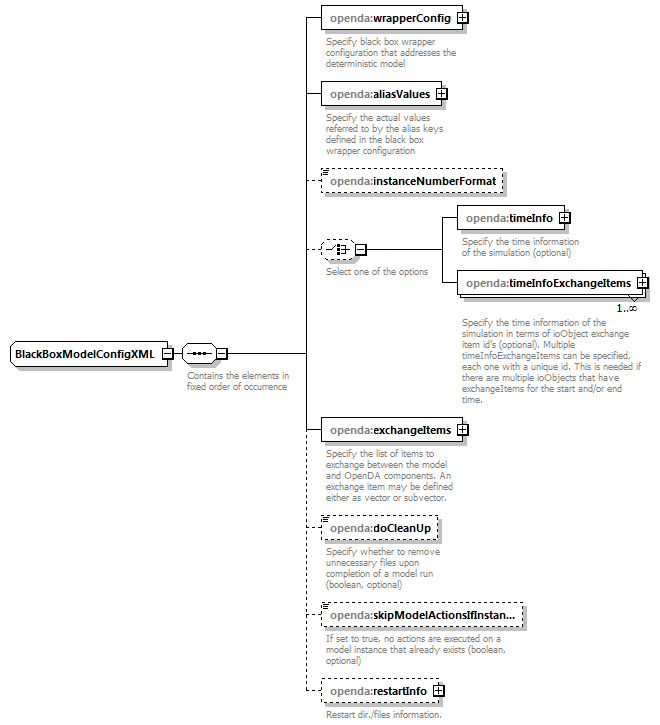 openda:wrapperConfig
Specify black box wrapper
configuration that addresses the
deterministic model
openda:aliasValues
Specify the actual values
referred to by the alias keys
defined in the black box
wrapper configuration
openda:instanceNumberFormat
openda:timeInfo
Specify the time information
of the simulation (optional)
Select one of the options
openda:timeInfoExchangeItems
1..∞
Specify the time information of the
simulation in terms of ioObject exchange
item id's (optional). Multiple
timeInfoExchangeItems can be specified,
each one with a unique id. This is needed if
there are multiple ioObjects that have
exchangeItems for the start and/or end
time.
BlackBoxModelConfigXML
Contains the elements in
fixed order of occurrence
openda:exchangeItems
Specify the list of items to
exchange between the model
and OpenDA components. An
exchange item may be defined
either as vector or subvector.
openda:doCleanUp
Specify whether to remove
unnecessary files upon
completion of a model run
(boolean, optional)
openda:skipModelActionsIfInstan...
If set to true, no actions are executed on a
model instance that already exists (boolean,
optional)
openda:restartInfo
Restart dir./files information.